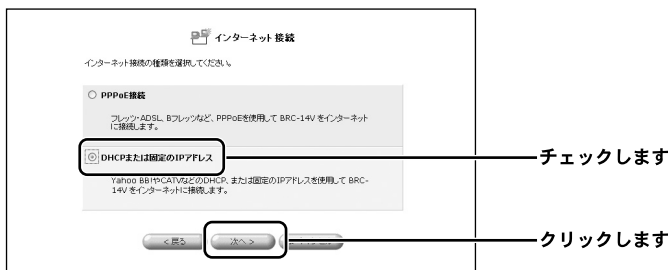 インターネット接続
インターネット接続の種類を選択してください。
PPPoE接続
フレッツ・ADSL、Bフレッツなど、PPPoEを使用して BRC-14V をインターネット
に接続します。
DHCPまたは固定のIPアドレス
チェックします
Yahoo BB!やCATVなどのDHCP、または固定のIPアドレスを使用して BRC-
14V をインターネットに接続します。
< 戻る
次へ >
クリックします